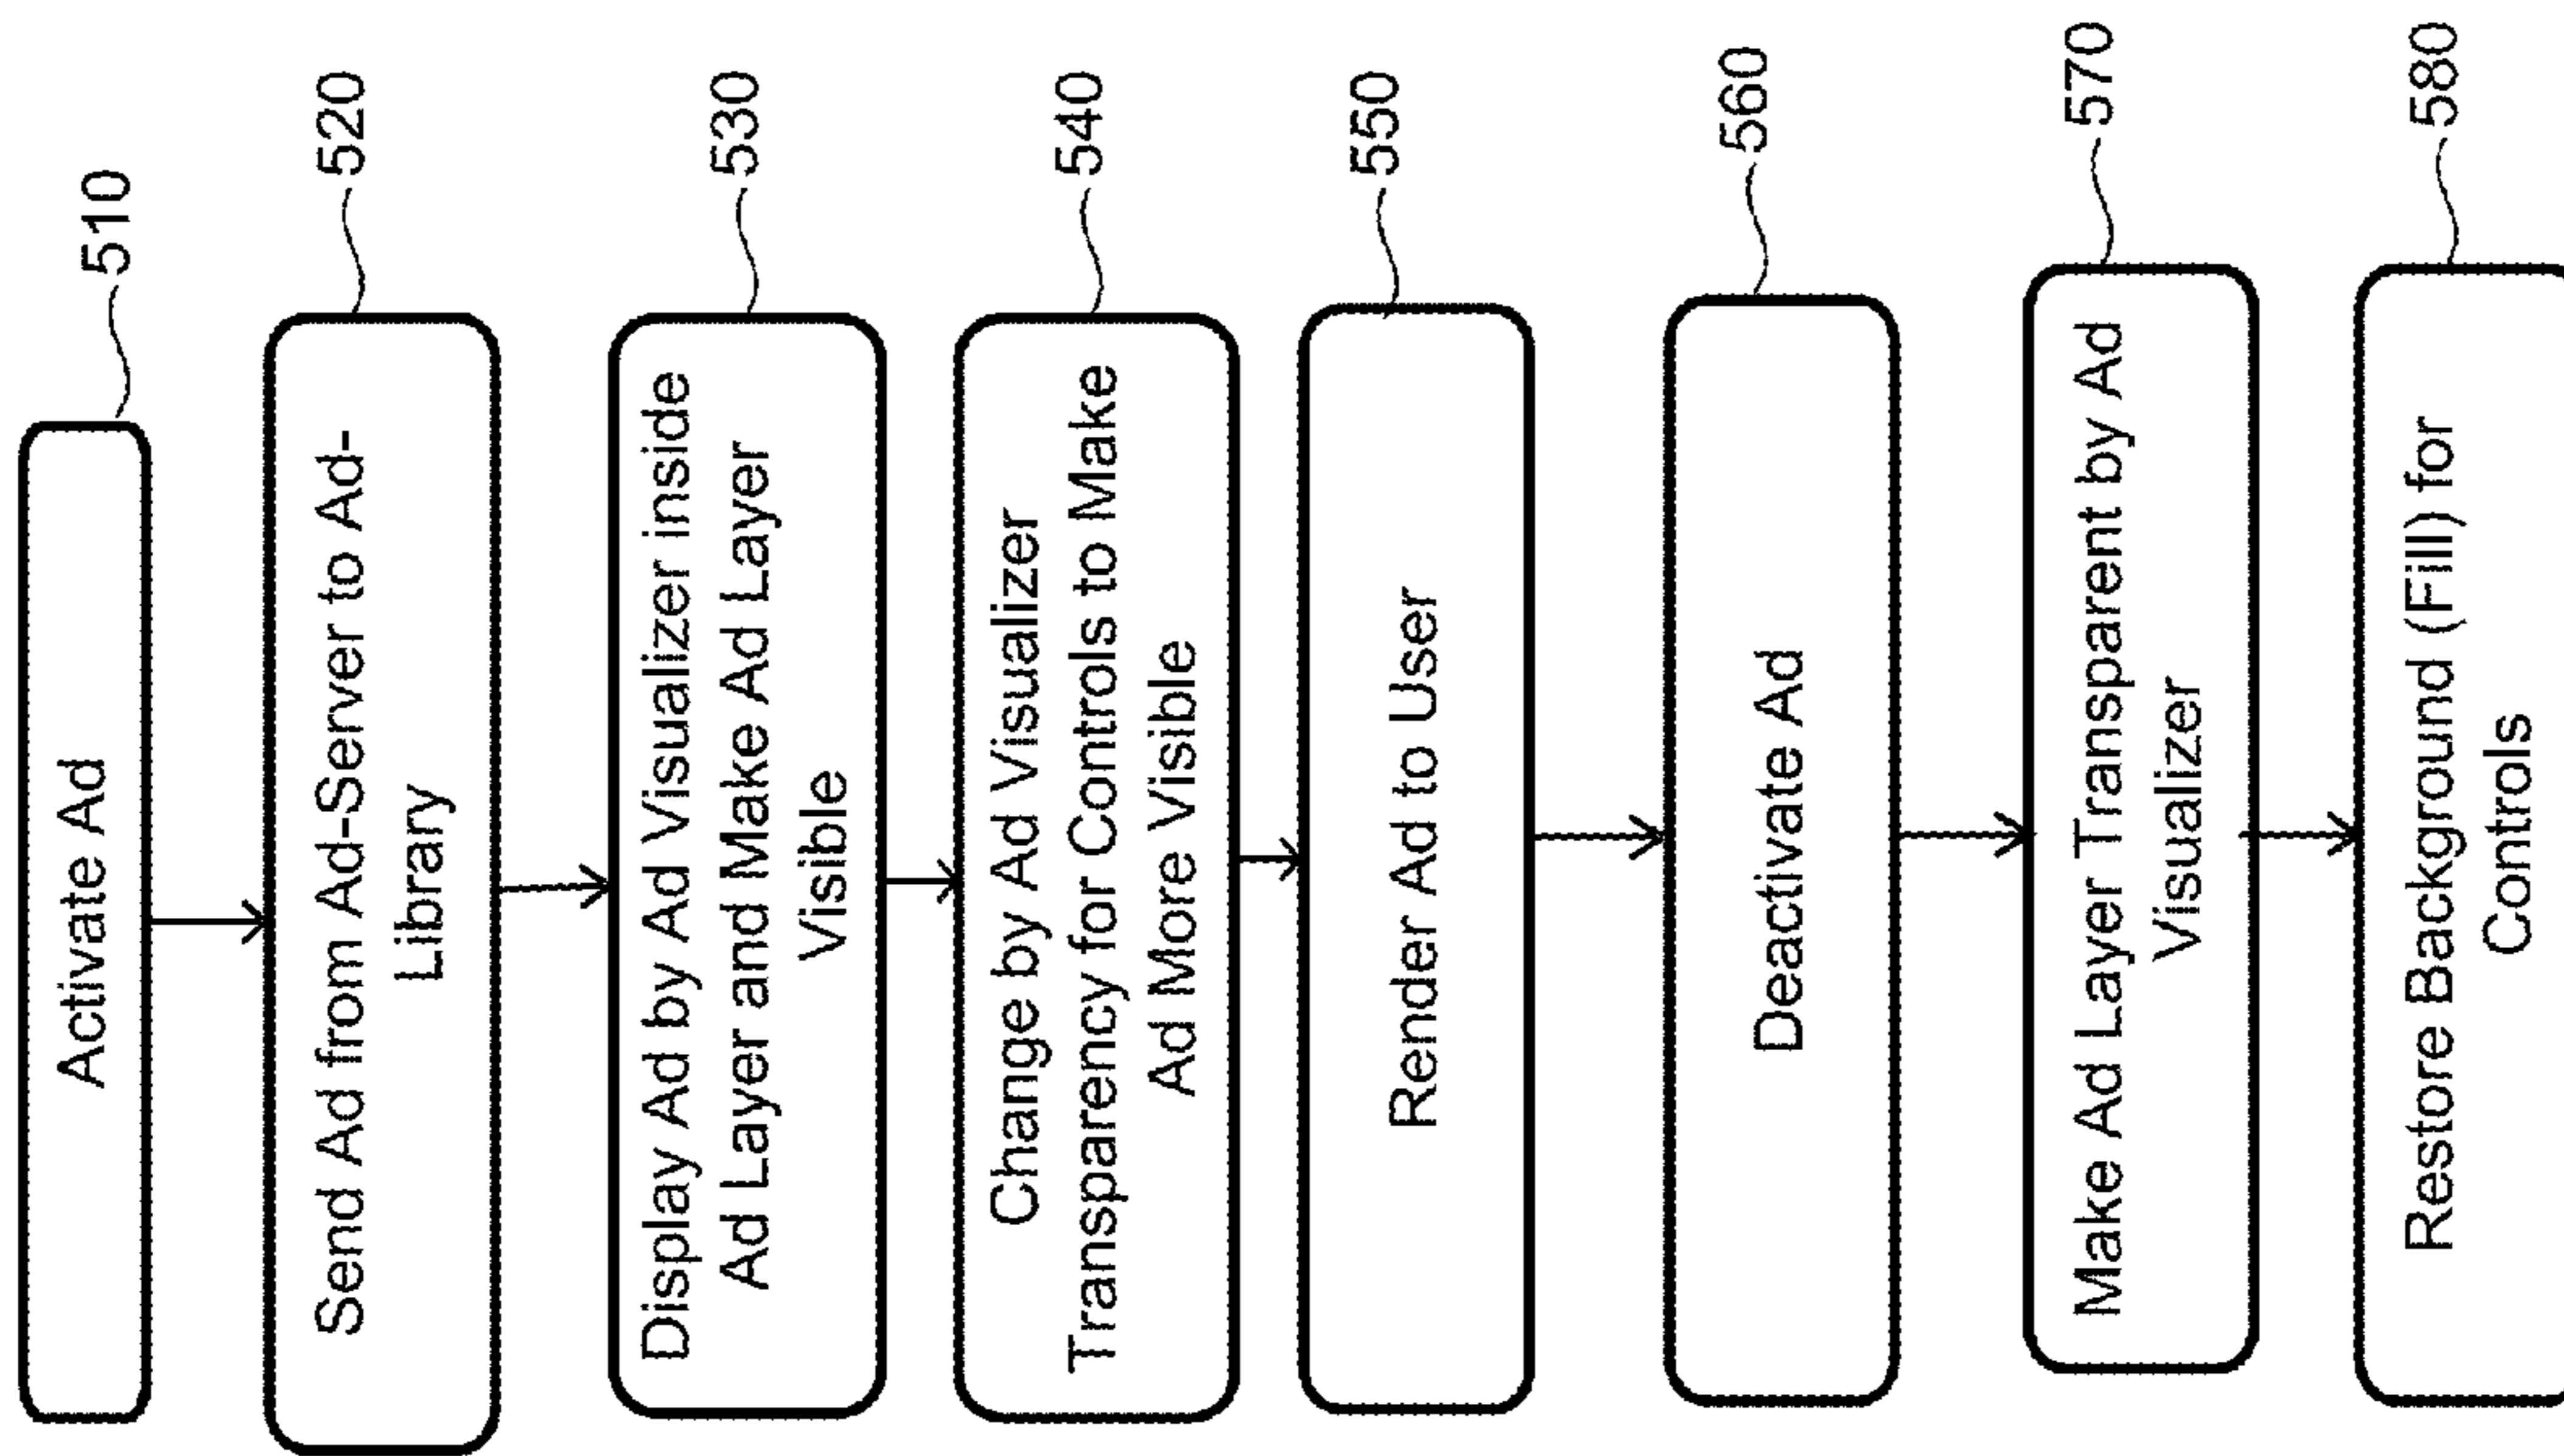 Activate Ad
510
Send Ad from Ad-Server to Ad-
Library
520
Display Ad by Ad Visualizer inside
Ad Layer and Make Ad Layer
Visible
530
Change by Ad Visualizer
Transparency for Controls to Make
Ad More Visible
540
Render Ad to User
550
Deactivate Ad
560
Make Ad Layer Transparent by Ad
Visualizer
570
Restore Background (Fill) for
Controls
580